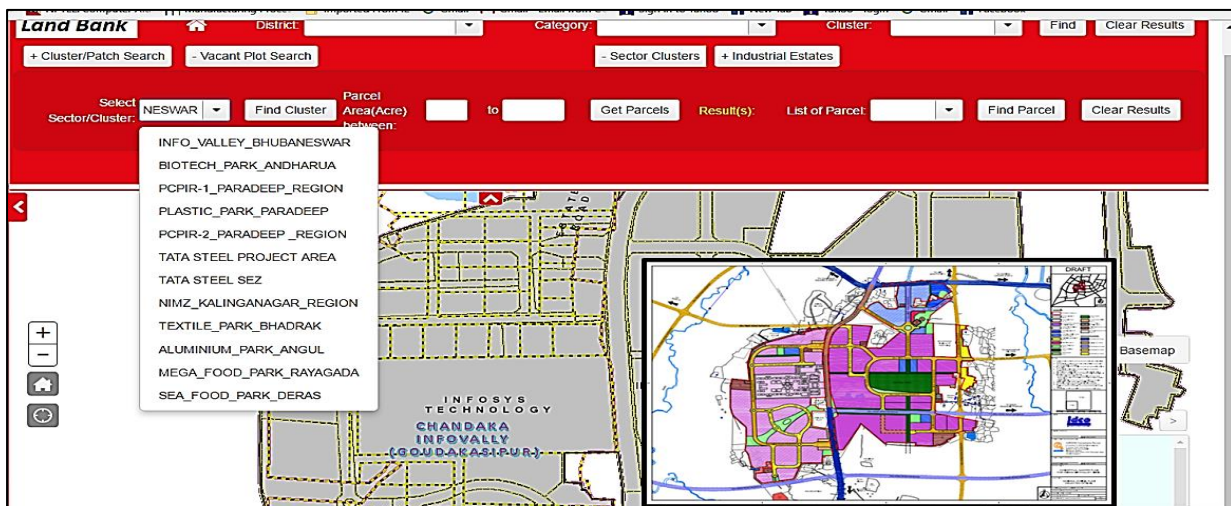 Land Bank District: Category: Cluster: Find Clear Results
+ Cluster/Patch Search - Vacant Plot Search - Sector Clusters + Industrial Estates
Select Sector/Cluster: NESWAR Find Cluster Parcel Area(Acre) between: to Get Parcels Result(s): List of Parcel: Find Parcel Clear Results
INFO_VALLEY_BHUBANESWAR
BIOTECH_PARK_ANDHARUA
PCPIR-1_PARADEEP_REGION
PLASTIC_PARK_PARADEEP
PCPIR-2_PARADEEP _REGION
TATA STEEL PROJECT AREA
TATA STEEL SEZ
NIMZ_KALINGANAGAR_REGION
TEXTILE_PARK_BHADRAK
ALUMINIUM_PARK_ANGUL
MEGA_FOOD_PARK_RAYAGADA
SEA_FOOD_PARK_DERAS
ESTATE
ROAD
INFOSYS
TECHNOLOGY
CHANDAKA
INFOVALLY
(GOUDAKASIPUR)
DRAFT
idco
Basemap